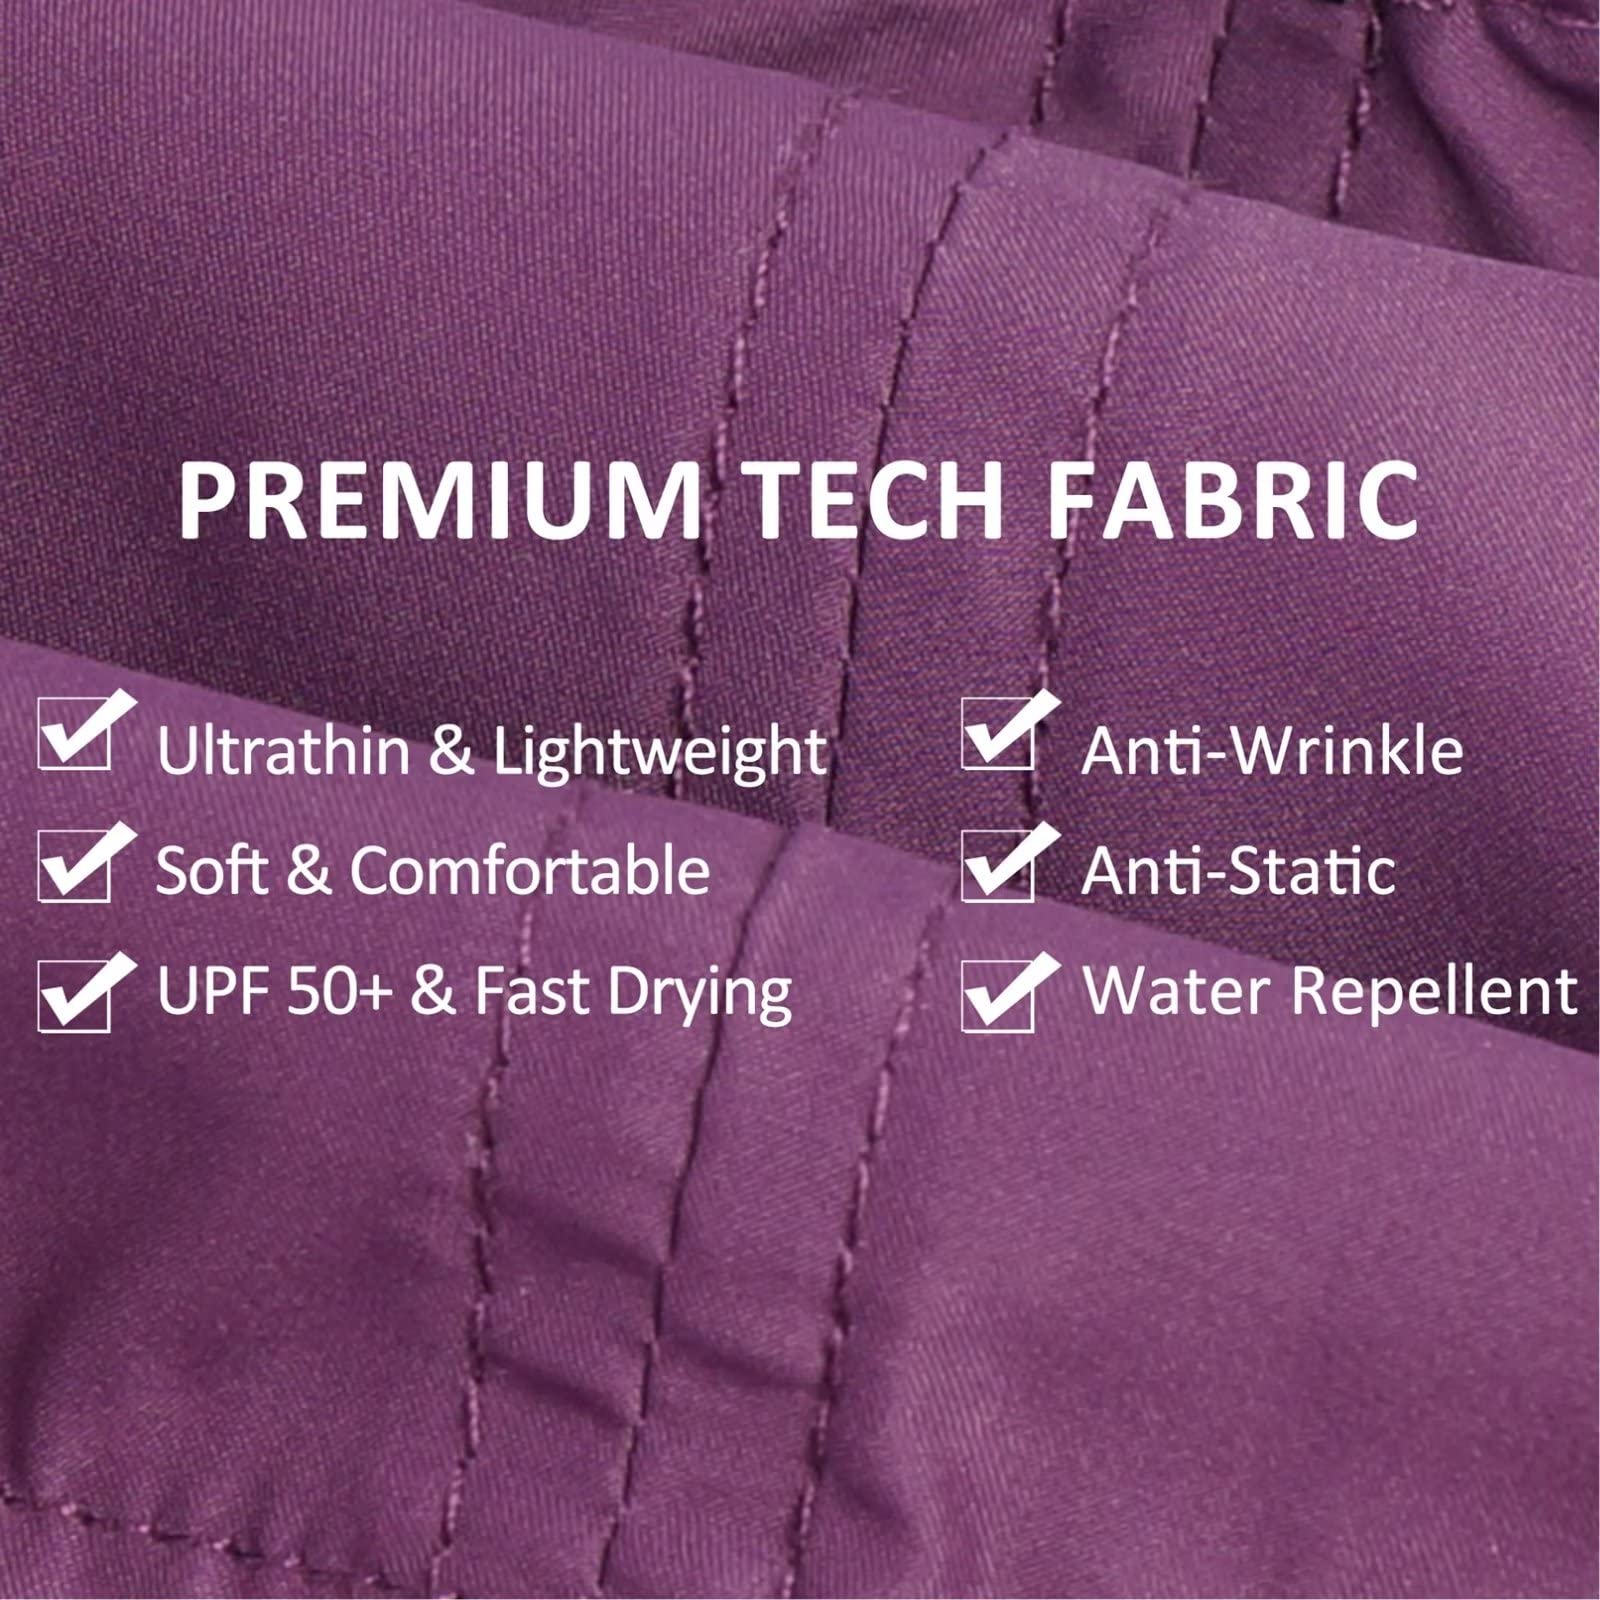 PREMIUM TECH FABRIC
Ultrathin & Lightweight
Soft & Comfortable
UPF 50+ & Fast Drying
Anti-Wrinkle
Anti-Static
Water Repellent